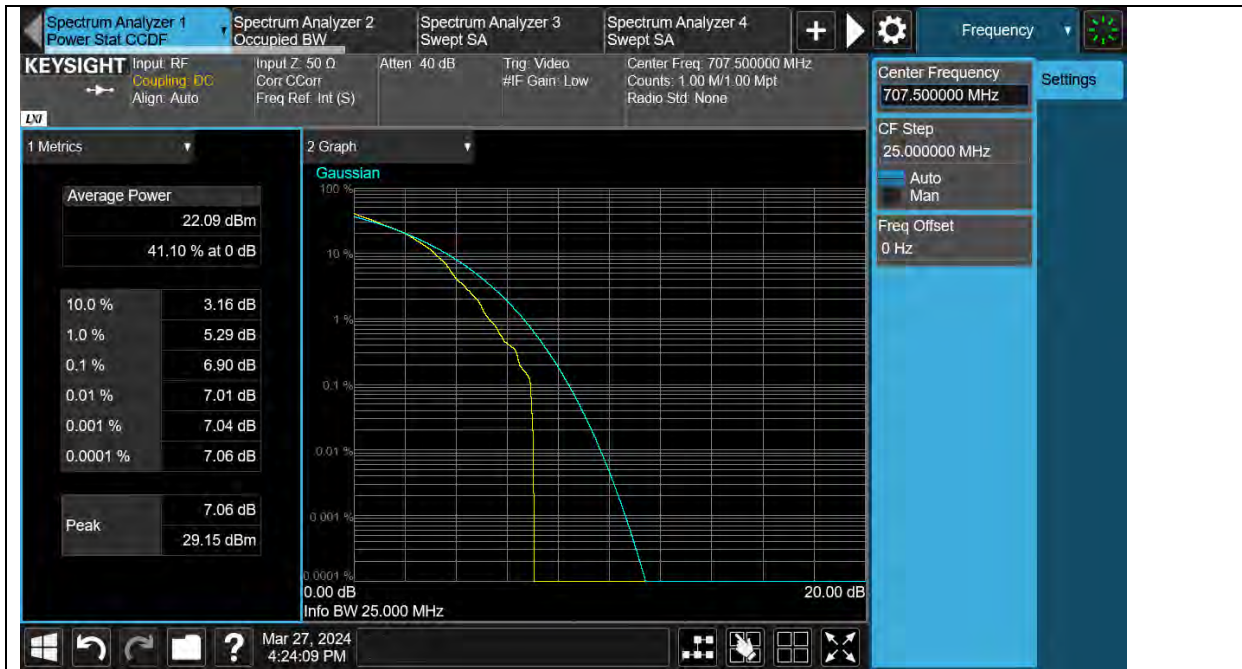 Spectrum Analyzer 1
Power Stat CCDF
Spectrum Analyzer 2
Occupied BW
Spectrum Analyzer 3
Swept SA
Spectrum Analyzer 4
Swept SA
+
Frequency
KEYSIGHT
LXI
Input: RF
Coupling: DC
Align: Auto
Input Z: 50 Ω
Corr CCorr
Freq Ref: Int (S)
Atten: 40 dB
Trig: Video
#IF Gain: Low
Center Freq: 707.500000 MHz
Counts: 1.00 M/1.00 Mpt
Radio Std: None
Center Frequency
707.500000 MHz
Settings
CF Step
25.000000 MHz
Auto
Man
Freq Offset
0 Hz
1 Metrics
Average Power
22.09 dBm
41.10 % at 0 dB
10.0 % 3.16 dB
1.0 % 5.29 dB
0.1 % 6.90 dB
0.01 % 7.01 dB
0.001 % 7.04 dB
0.0001 % 7.06 dB
Peak
7.06 dB
29.15 dBm
2 Graph
Gaussian
100 %
10 %
1 %
0.1 %
0.01 %
0.001 %
0.0001 %
0.00 dB
20.00 dB
Info BW 25.000 MHz
?
Mar 27, 2024
4:24:09 PM